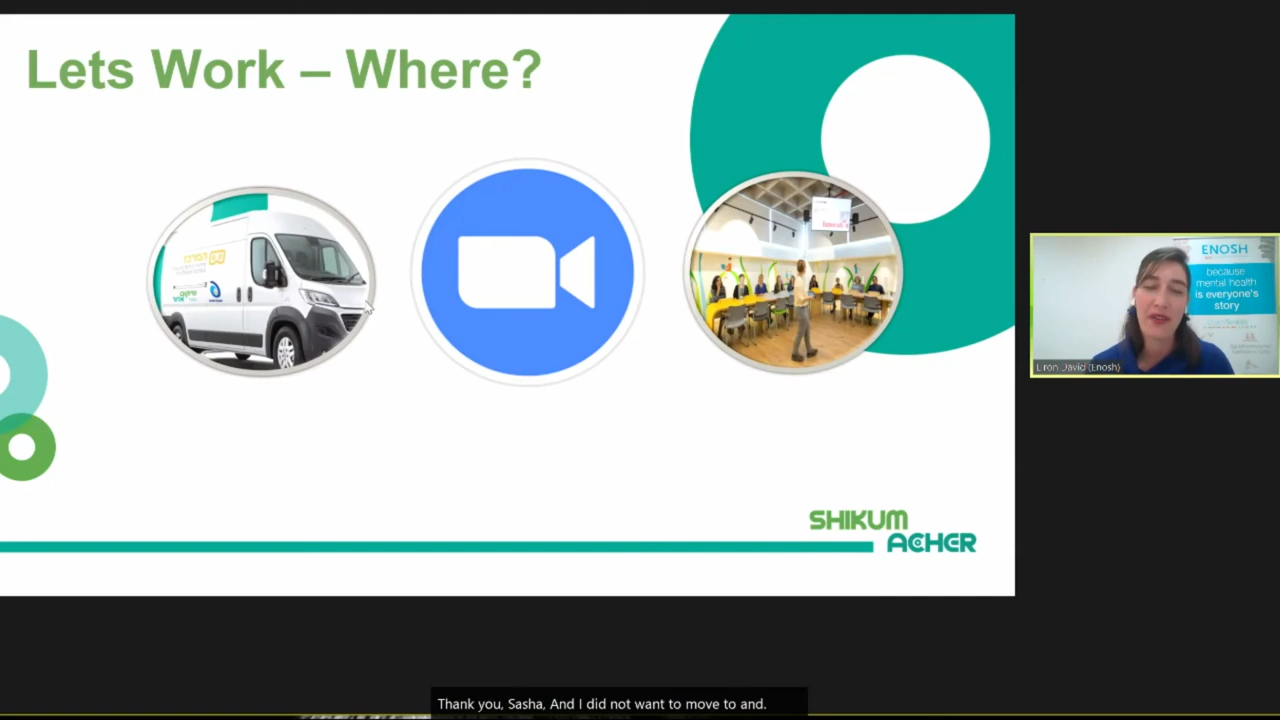 Lets Work – Where?
המרכז
ENOSH
because
mental health
is everyone's
story
Liron David (Enosh)
SHIKUM
ACHER
Thank you, Sasha, And I did not want to move to and.